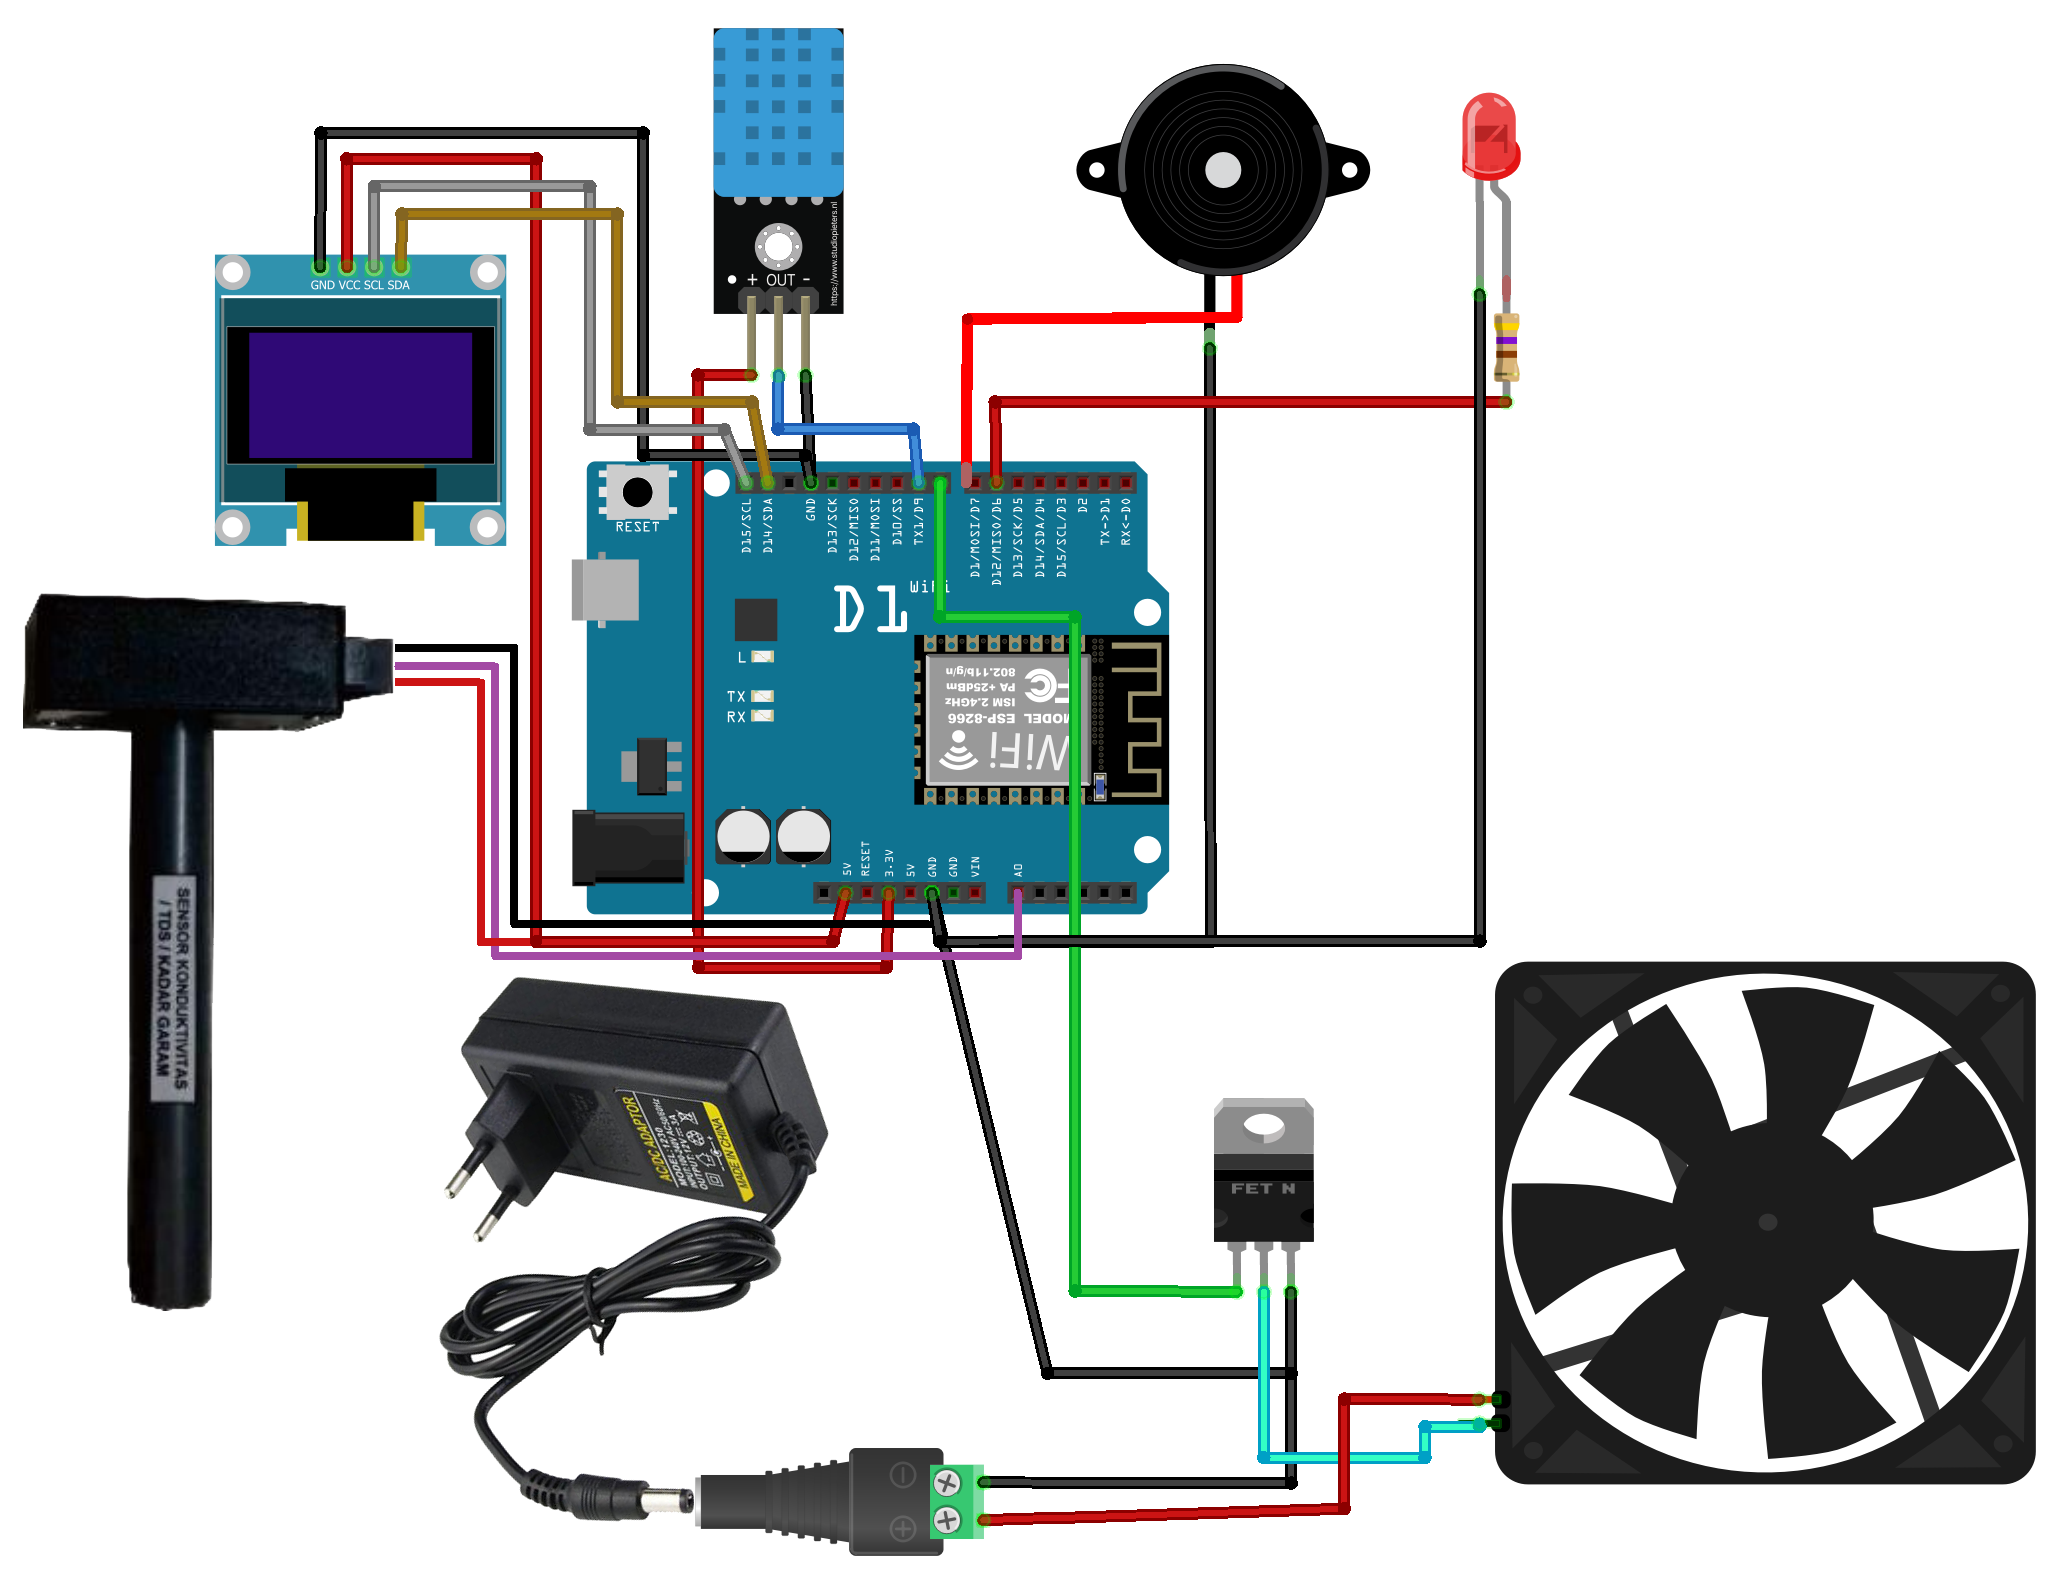 + OUT -
https://www.studiopieters.nl
GND VCC SCL SDA
RESET
D15/SCL
D14/SDA
GND
D13/SCK
D12/MISO
D11/MOSI
D10/SS
TX1/D9
D1/MOSI/D7
D12/MISO/D6
D13/SCK/D5
D14/SDA/D4
D15/SCL/D3
D2
TX->D1
RX<-D0
WiFi
D1
L
TX
RX
802.11b/g/n
PA +25dBm
ISM 2.4GHz
MODEL ESP-8266
WiFi
5V
RESET
3.3V
5V
GND
GND
VIN
A0
SENSOR KONDUKTIVITAS
/ TDS / KADAR GARAM
AC/DC ADAPTOR
MODEL: 1230
MADE IN CHINA
FET N